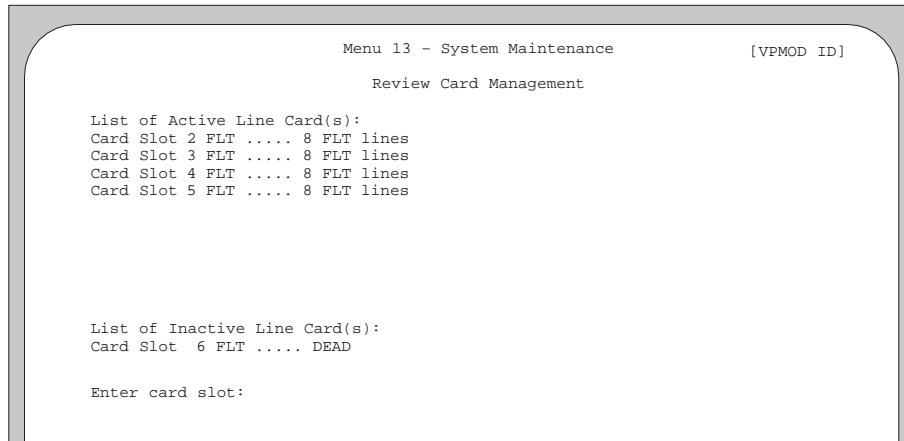 Menu 13 – System Maintenance [VPMOD ID]
Review Card Management
List of Active Line Card(s):
Card Slot 2 FLT ..... 8 FLT lines
Card Slot 3 FLT ..... 8 FLT lines
Card Slot 4 FLT ..... 8 FLT lines
Card Slot 5 FLT ..... 8 FLT lines
List of Inactive Line Card(s):
Card Slot 6 FLT ..... DEAD
Enter card slot: